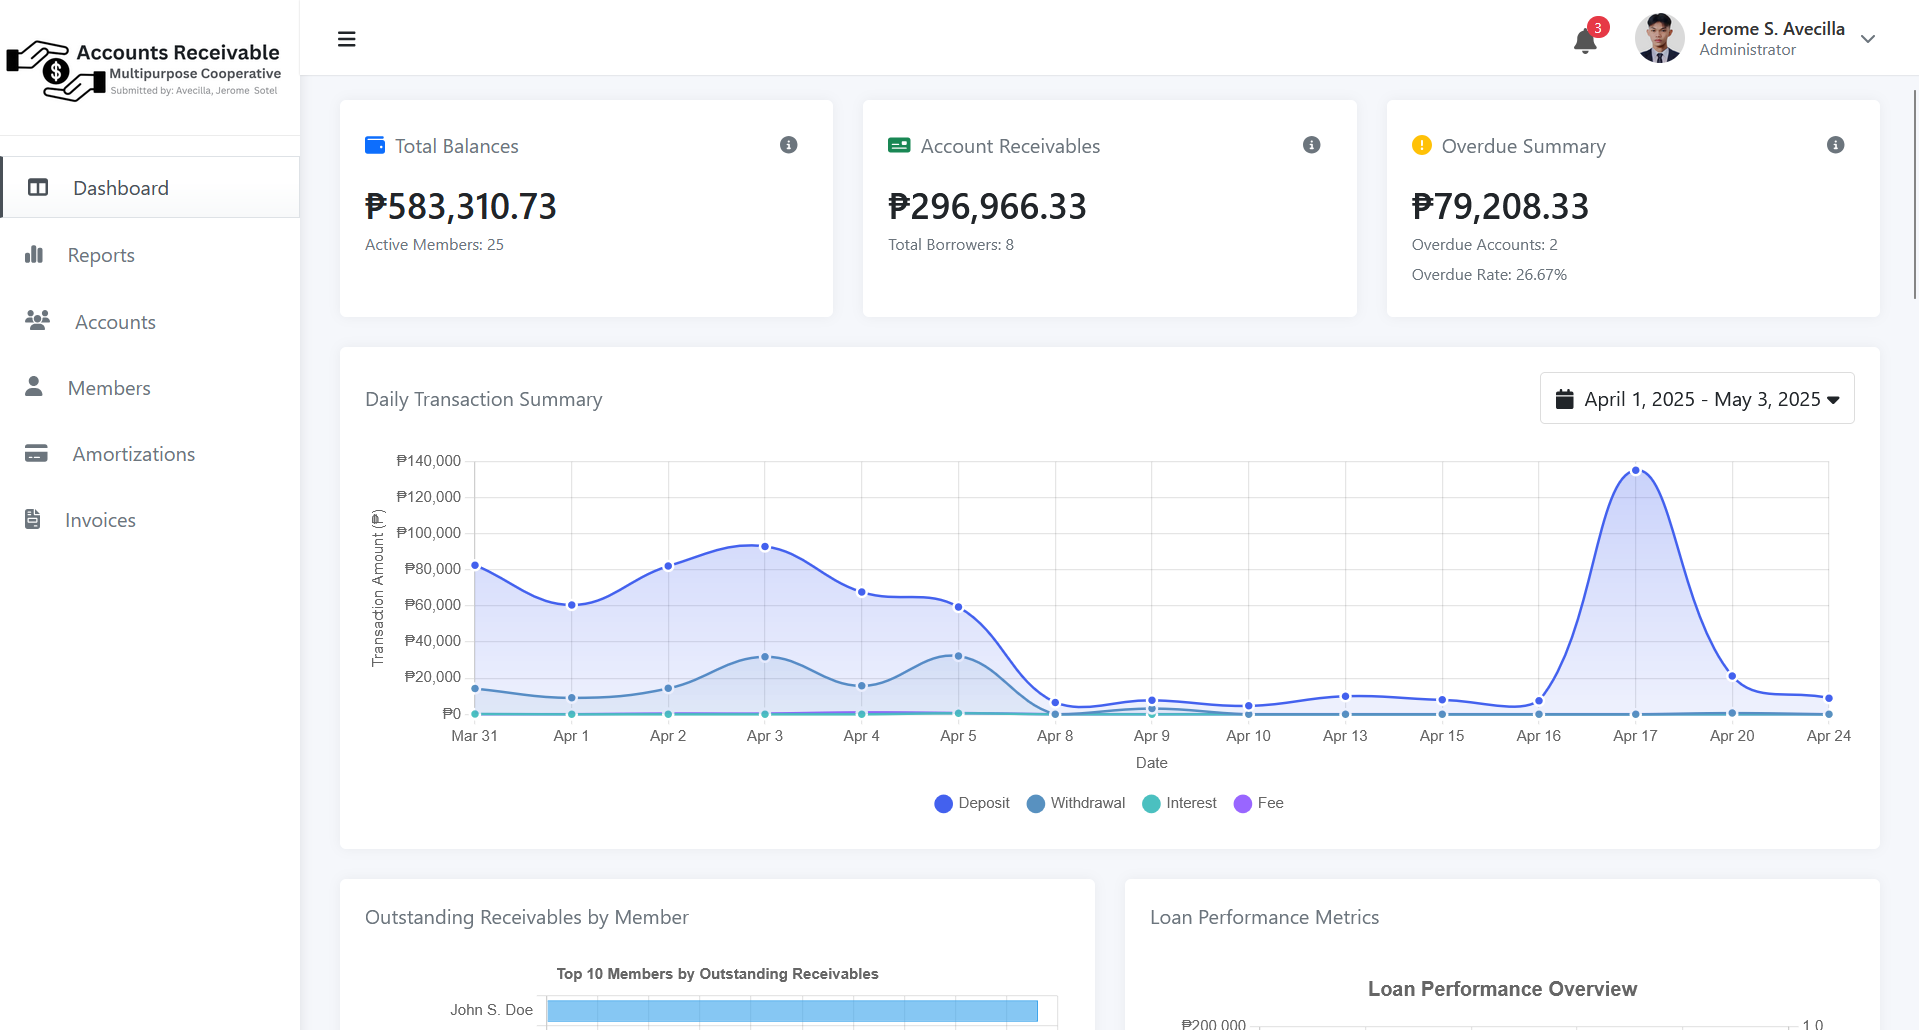 Accounts Receivable
Multipurpose Cooperative
Submitted by: Avecilla, Jerome Sotel
Dashboard
Reports
Accounts
Members
Amortizations
Invoices
3
Jerome S. Avecilla
Administrator
Total Balances
₱583,310.73
Active Members: 25
Account Receivables
₱296,966.33
Total Borrowers: 8
Overdue Summary
₱79,208.33
Overdue Accounts: 2
Overdue Rate: 26.67%
Daily Transaction Summary
April 1, 2025 - May 3, 2025
Transaction Amount (₱)
₱140,000
₱120,000
₱100,000
₱80,000
₱60,000
₱40,000
₱20,000
₱0
Mar 31 Apr 1 Apr 2 Apr 3 Apr 4 Apr 5 Apr 8 Apr 9 Apr 10 Apr 13 Apr 15 Apr 16 Apr 17 Apr 20 Apr 24
Date
Deposit Withdrawal Interest Fee
Outstanding Receivables by Member
Top 10 Members by Outstanding Receivables
John S. Doe
Loan Performance Metrics
Loan Performance Overview
₱200,000
1.0